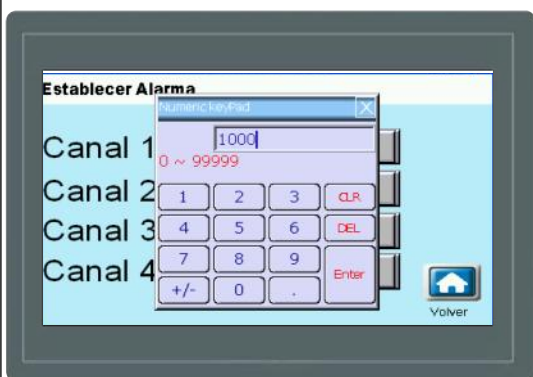 Establecer Alarma
Numeric KeyPad X
1000
0 ~ 99999
Canal 1
Canal 2
Canal 3
Canal 4
1 2 3 CLR
4 5 6 DEL
7 8 9 Enter
+/- 0 .
Volver